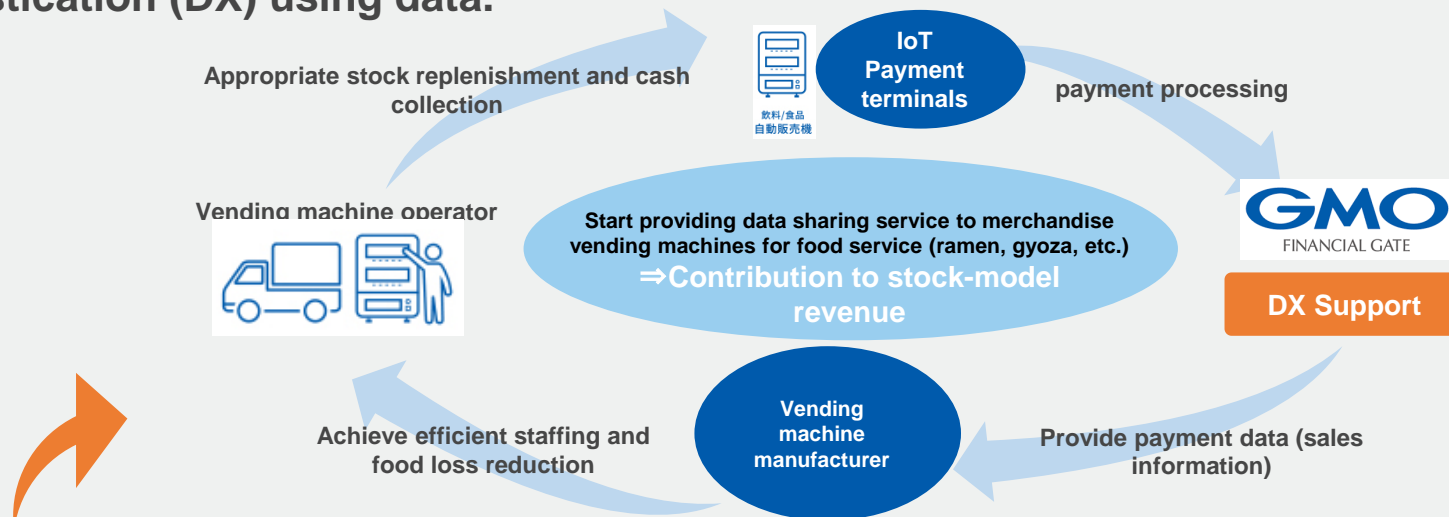 stication (DX) using data.
IoT
Payment
terminals
飲料/食品
自動販売機
Appropriate stock replenishment and cash
collection
payment processing
Vending machine operator
Start providing data sharing service to merchandise
vending machines for food service (ramen, gyoza, etc.)
⇒Contribution to stock-model
revenue
GMO
FINANCIAL GATE
DX Support
Vending
machine
manufacturer
Achieve efficient staffing and
food loss reduction
Provide payment data (sales
information)